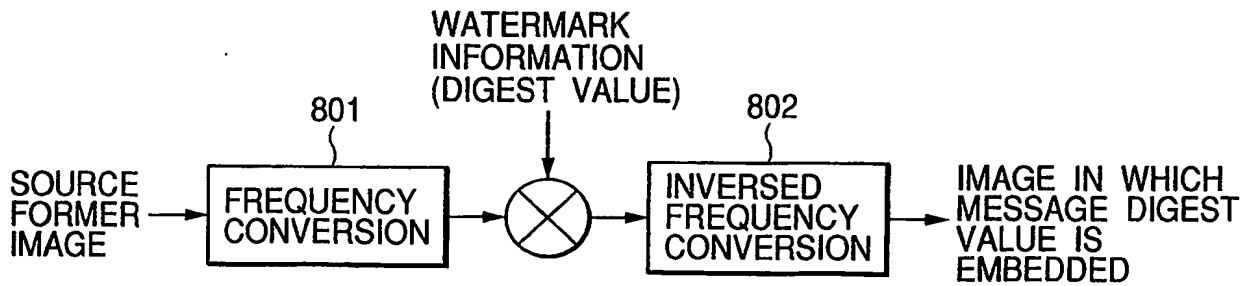 WATERMARK
INFORMATION
(DIGEST VALUE)
801
802
SOURCE
FORMER
IMAGE
FREQUENCY
CONVERSION
INVERSED
FREQUENCY
CONVERSION
IMAGE IN WHICH
MESSAGE DIGEST
VALUE IS
EMBEDDED